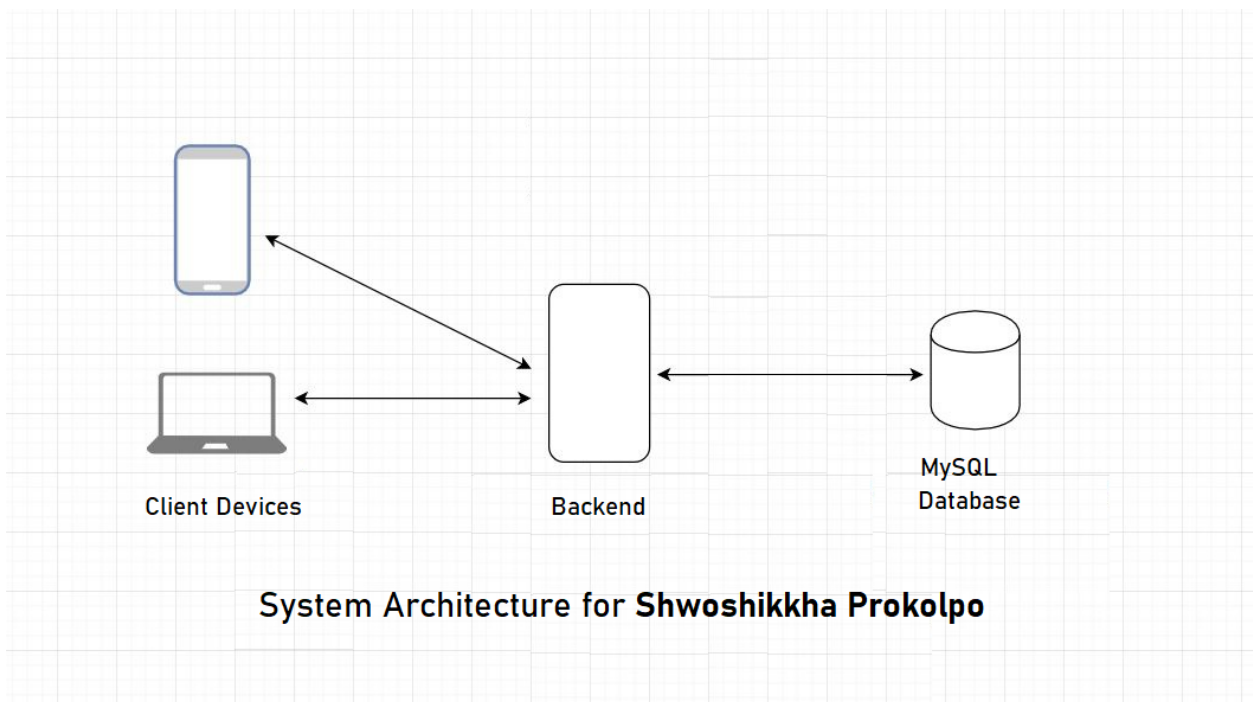 Client Devices
Backend
MySQL
Database
System Architecture for Shwoshikkha Prokolpo